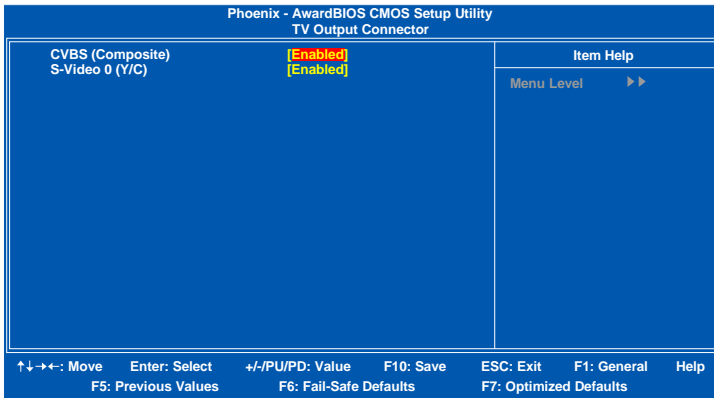 Phoenix - AwardBIOS CMOS Setup Utility
TV Output Connector
CVBS (Composite) [Enabled]
S-Video 0 (Y/C) [Enabled]
Item Help
Menu Level ▶▶
↑↓→←: Move Enter: Select +/-/PU/PD: Value F10: Save ESC: Exit F1: General Help
F5: Previous Values F6: Fail-Safe Defaults F7: Optimized Defaults